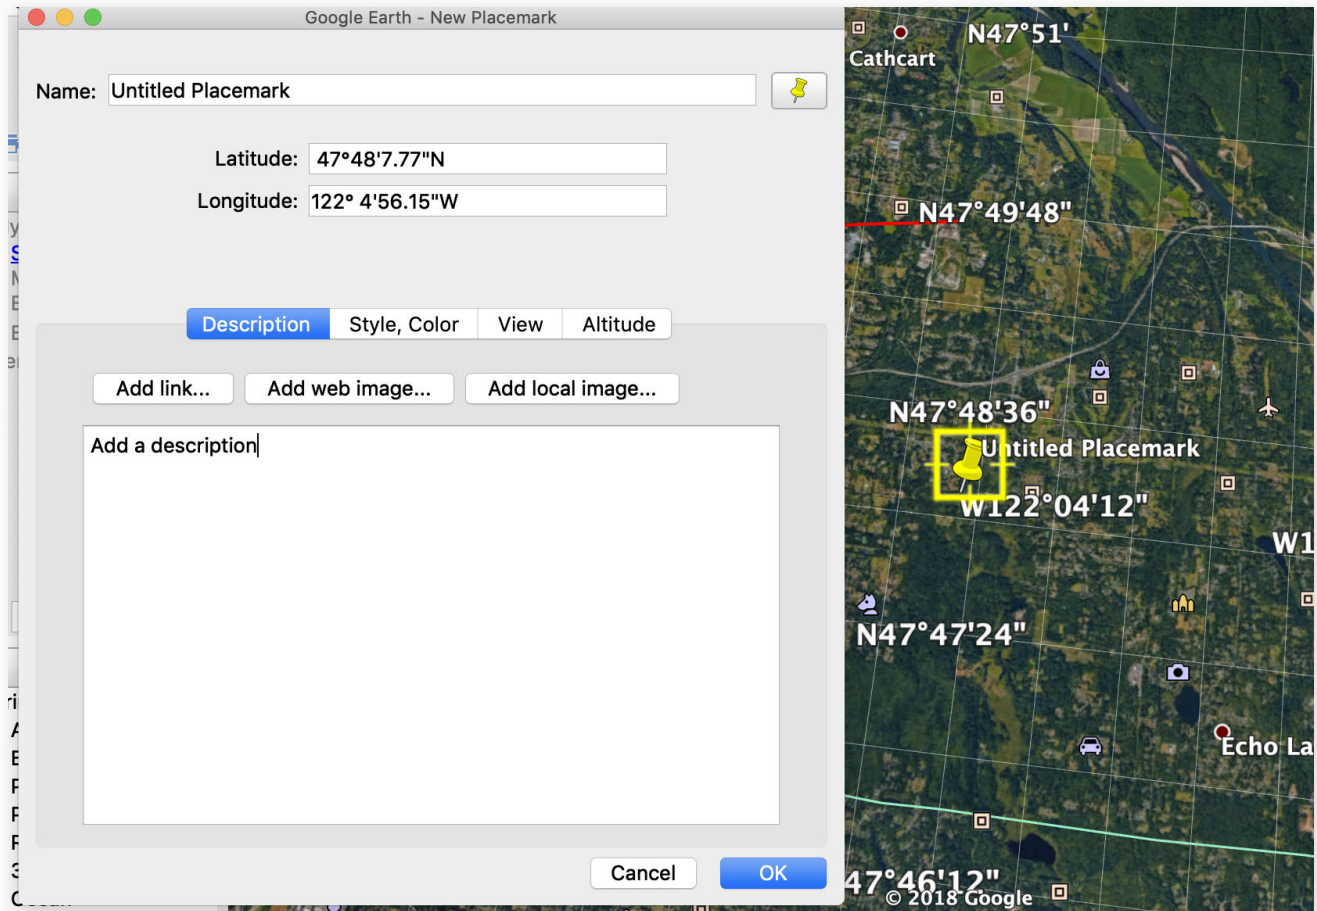 Google Earth - New Placemark
Name: Untitled Placemark
Latitude: 47°48'7.77"N
Longitude: 122° 4'56.15"W
Description Style, Color View Altitude
Add link... Add web image... Add local image...
Add a description
Cancel OK
N47°51'
Cathcart
N47°49'48"
N47°48'36"
Untitled Placemark
W122°04'12"
W1
N47°47'24"
Echo La
47°46'12"
© 2018 Google